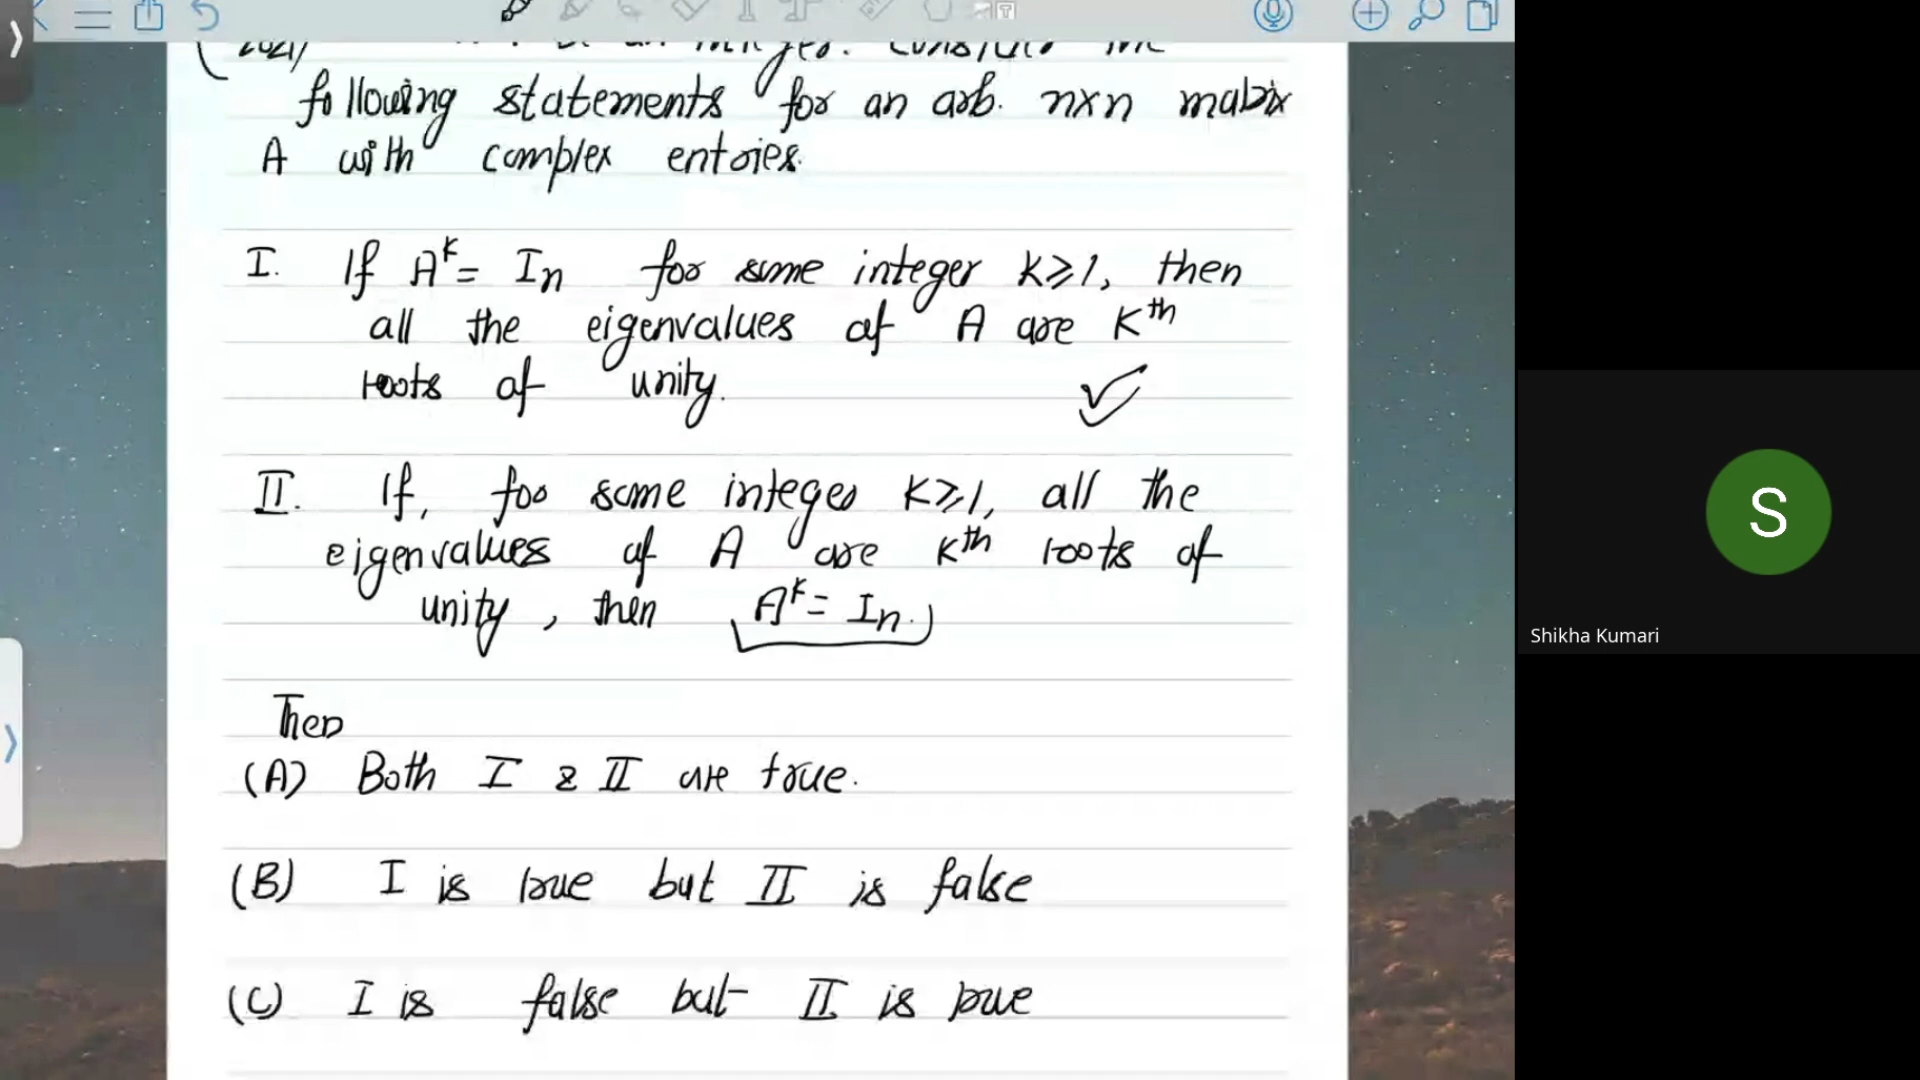 following statements for an arb. nxn matrix
A with complex entries.
I. If A^k = In for some integer K≥1, then
all the eigenvalues of A are K^th
roots of unity.
II. If, for some integer K≥1, all the
eigenvalues of A are K^th roots of
unity, then A^k = In.
Then
(A) Both I & II are true.
(B) I is true but II is false
(C) I is false but II is true
S
Shikha Kumari